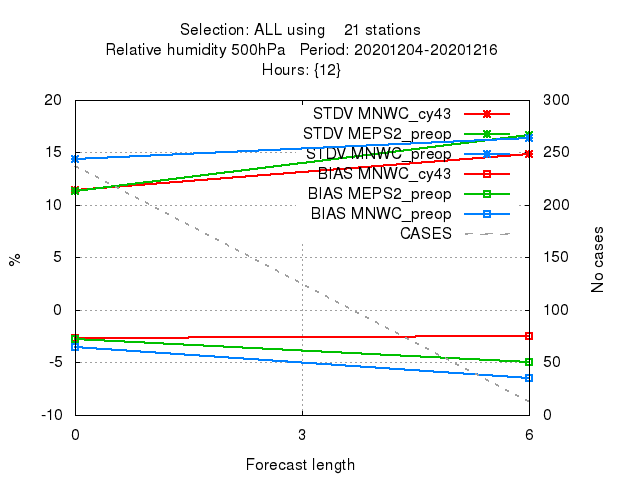 Selection: ALL using 21 stations
Relative humidity 500hPa Period: 20201204-20201216
Hours: {12}
20
15
10
5
0
-5
-10
%
300
250
200
150
100
50
0
No cases
STDV MNWC_cy43
STDV MEPS2_preop
STDV MNWC_preop
BIAS MNWC_cy43
BIAS MEPS2_preop
BIAS MNWC_preop
CASES
0
3
6
Forecast length